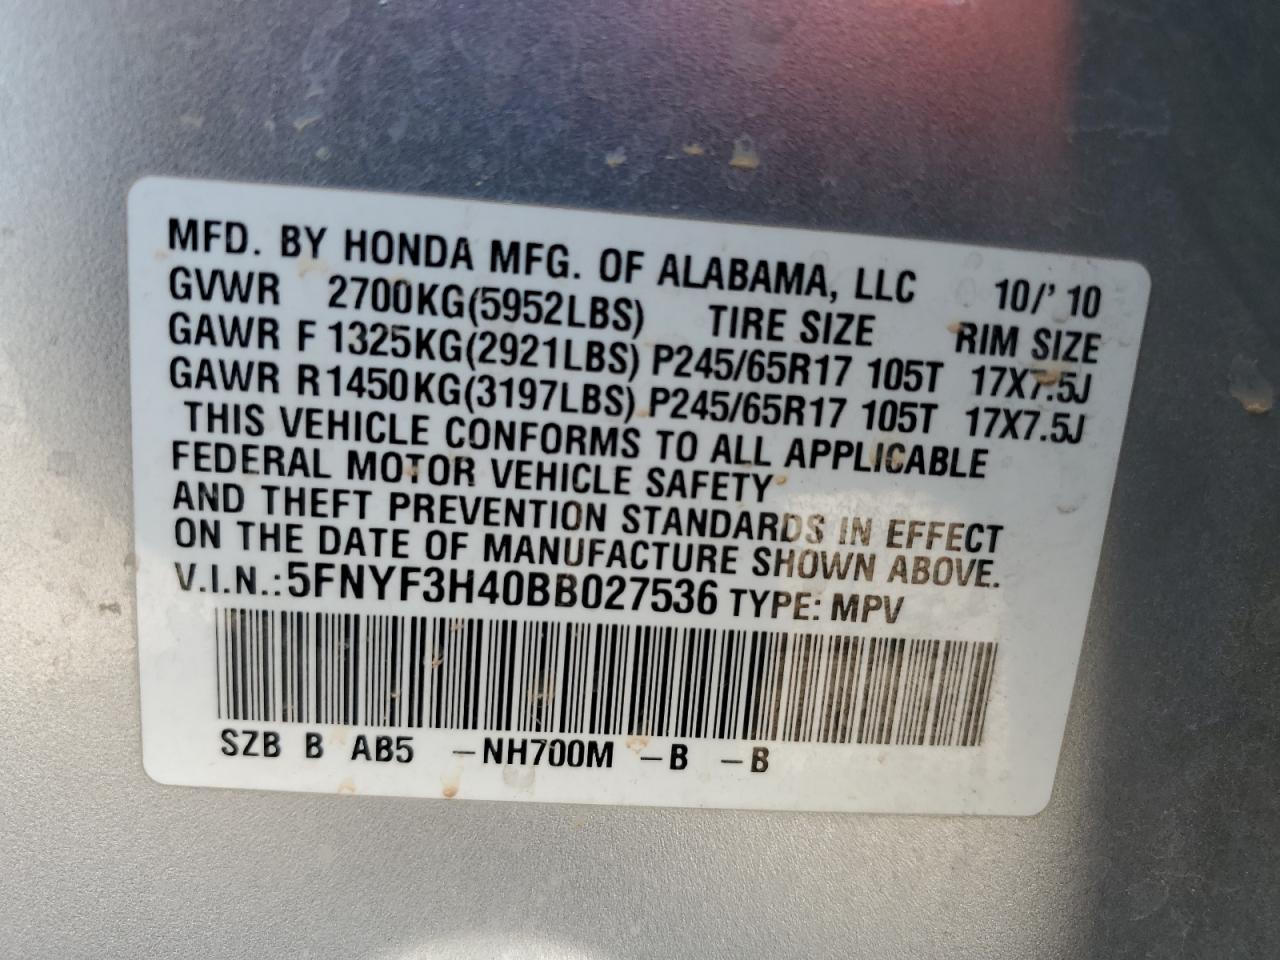 MFD. BY HONDA MFG. OF ALABAMA, LLC 10/' 10
GVWR 2700KG(5952LBS) TIRE SIZE RIM SIZE
GAWR F 1325KG(2921LBS) P245/65R17 105T 17X7.5J
GAWR R1450KG(3197LBS) P245/65R17 105T 17X7.5J
THIS VEHICLE CONFORMS TO ALL APPLICABLE
FEDERAL MOTOR VEHICLE SAFETY
AND THEFT PREVENTION STANDARDS IN EFFECT
ON THE DATE OF MANUFACTURE SHOWN ABOVE.
V.I.N.: 5FNYF3H40BB027536 TYPE: MPV
SZB B AB5 –NH700M –B –B